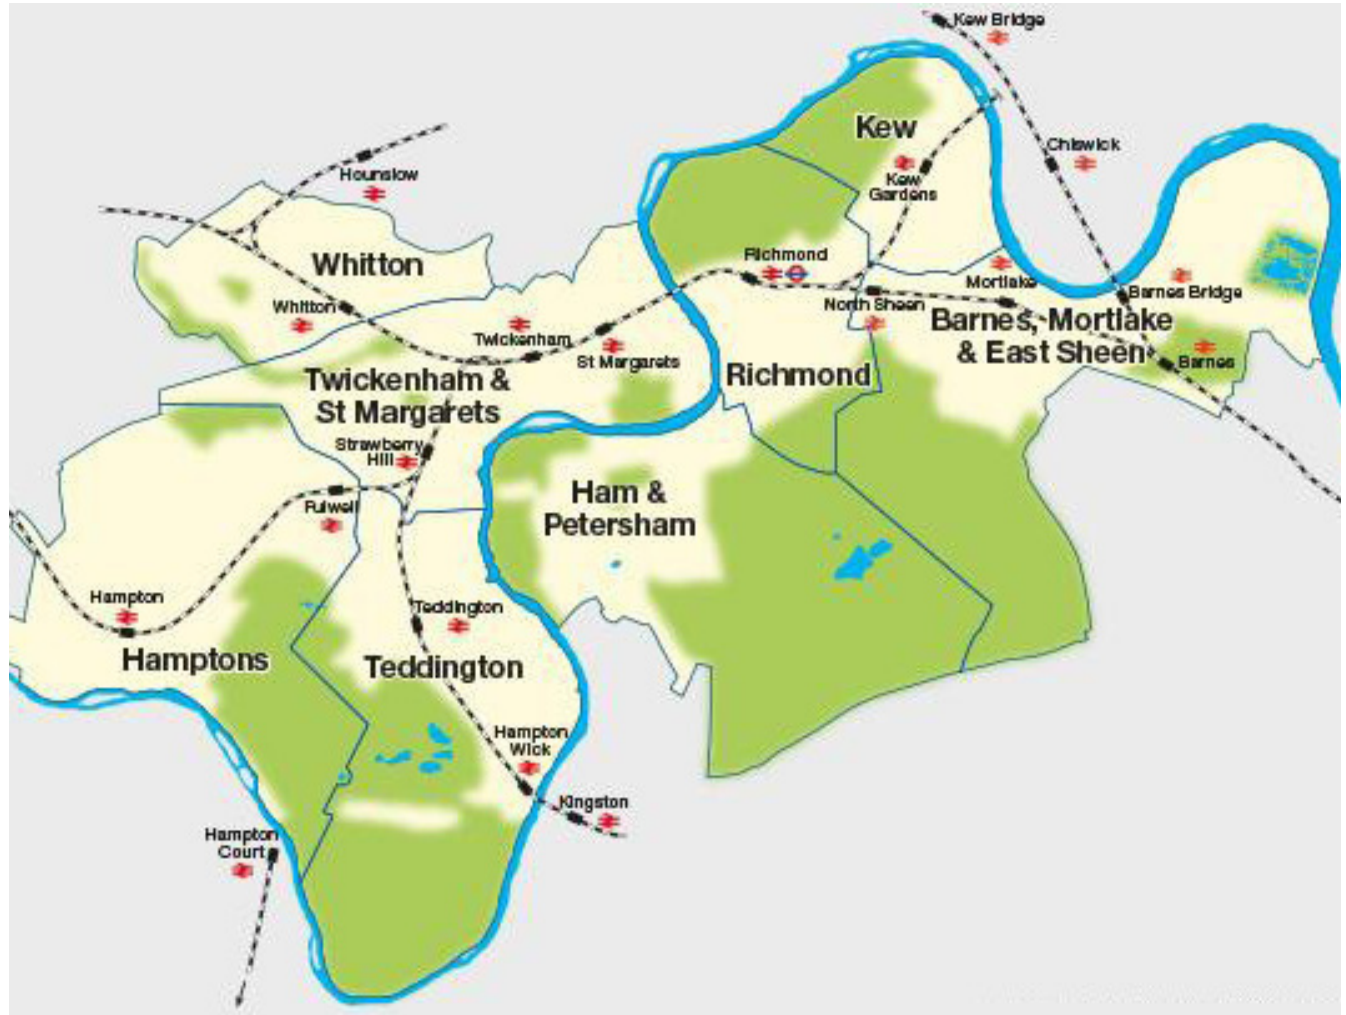 Kew Bridge
Kew
Chiswick
Hounslow
Kew
Gardens
Whitton
Richmond
Mortlake
Barnes Bridge
Whitton
North Sheen
Barnes, Mortlake
& East Sheen
Twickenham
St Margarets
Barnes
Richmond
Twickenham &
St Margarets
Strawberry
Hill
Ham &
Petersham
Fulwell
Hampton
Teddington
Hamptons
Teddington
Hampton
Wick
Kingston
Hampton
Court